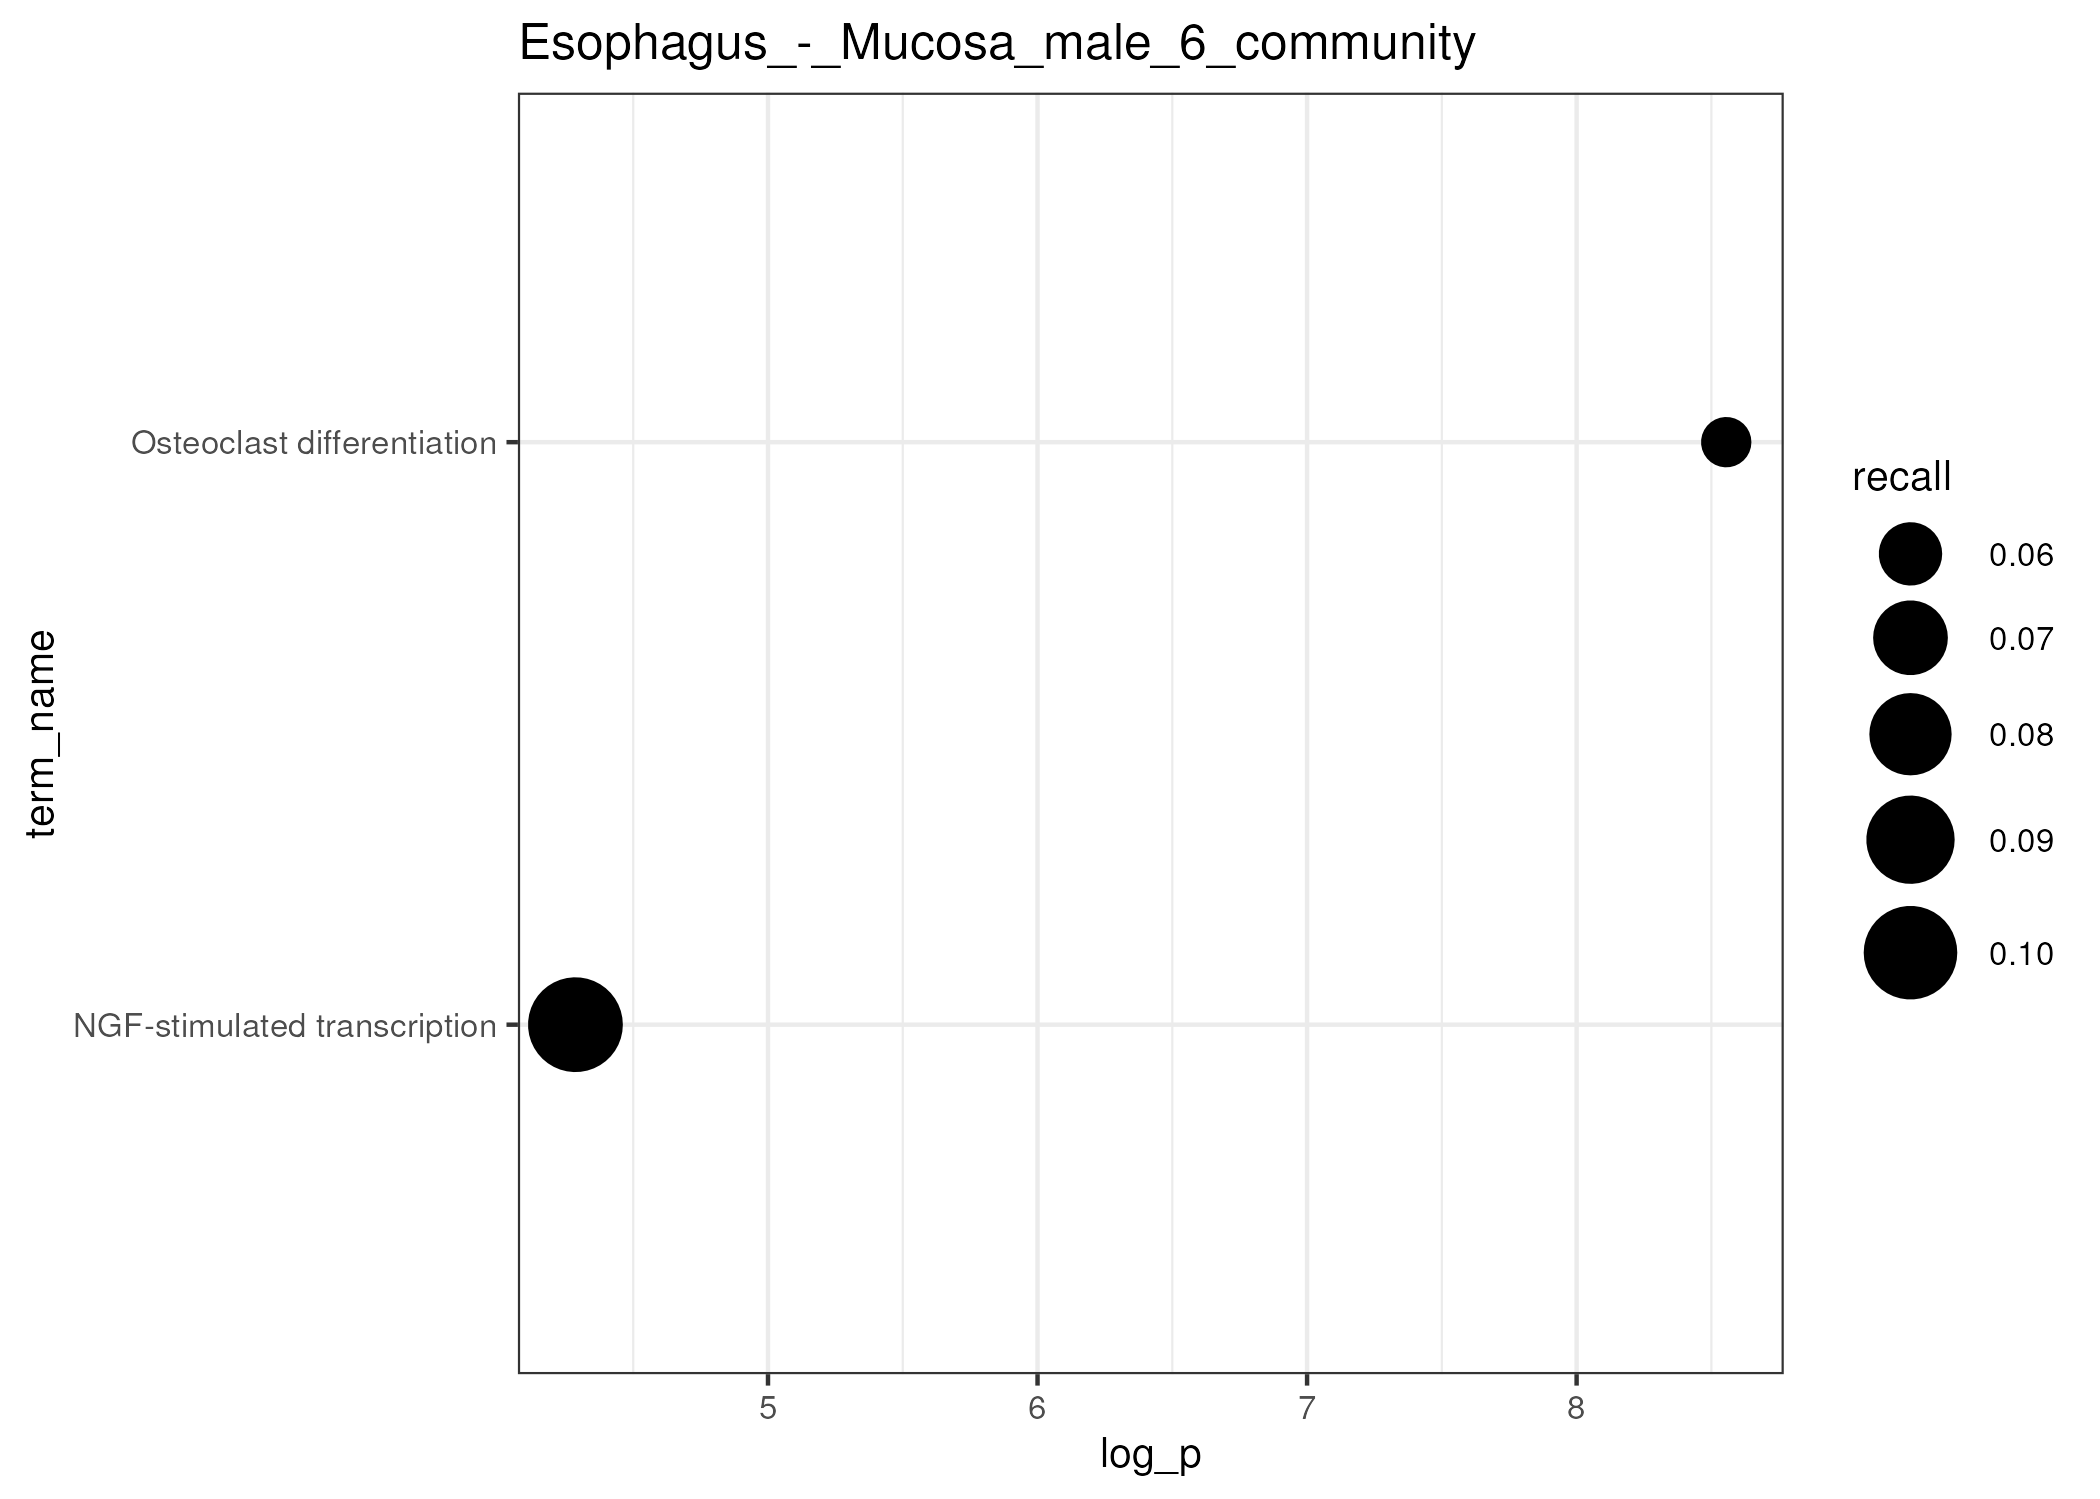 Esophagus_-_Mucosa_male_6_community
term_name
Osteoclast differentiation
NGF-stimulated transcription
5
6
7
8
log_p
recall
0.06
0.07
0.08
0.09
0.10